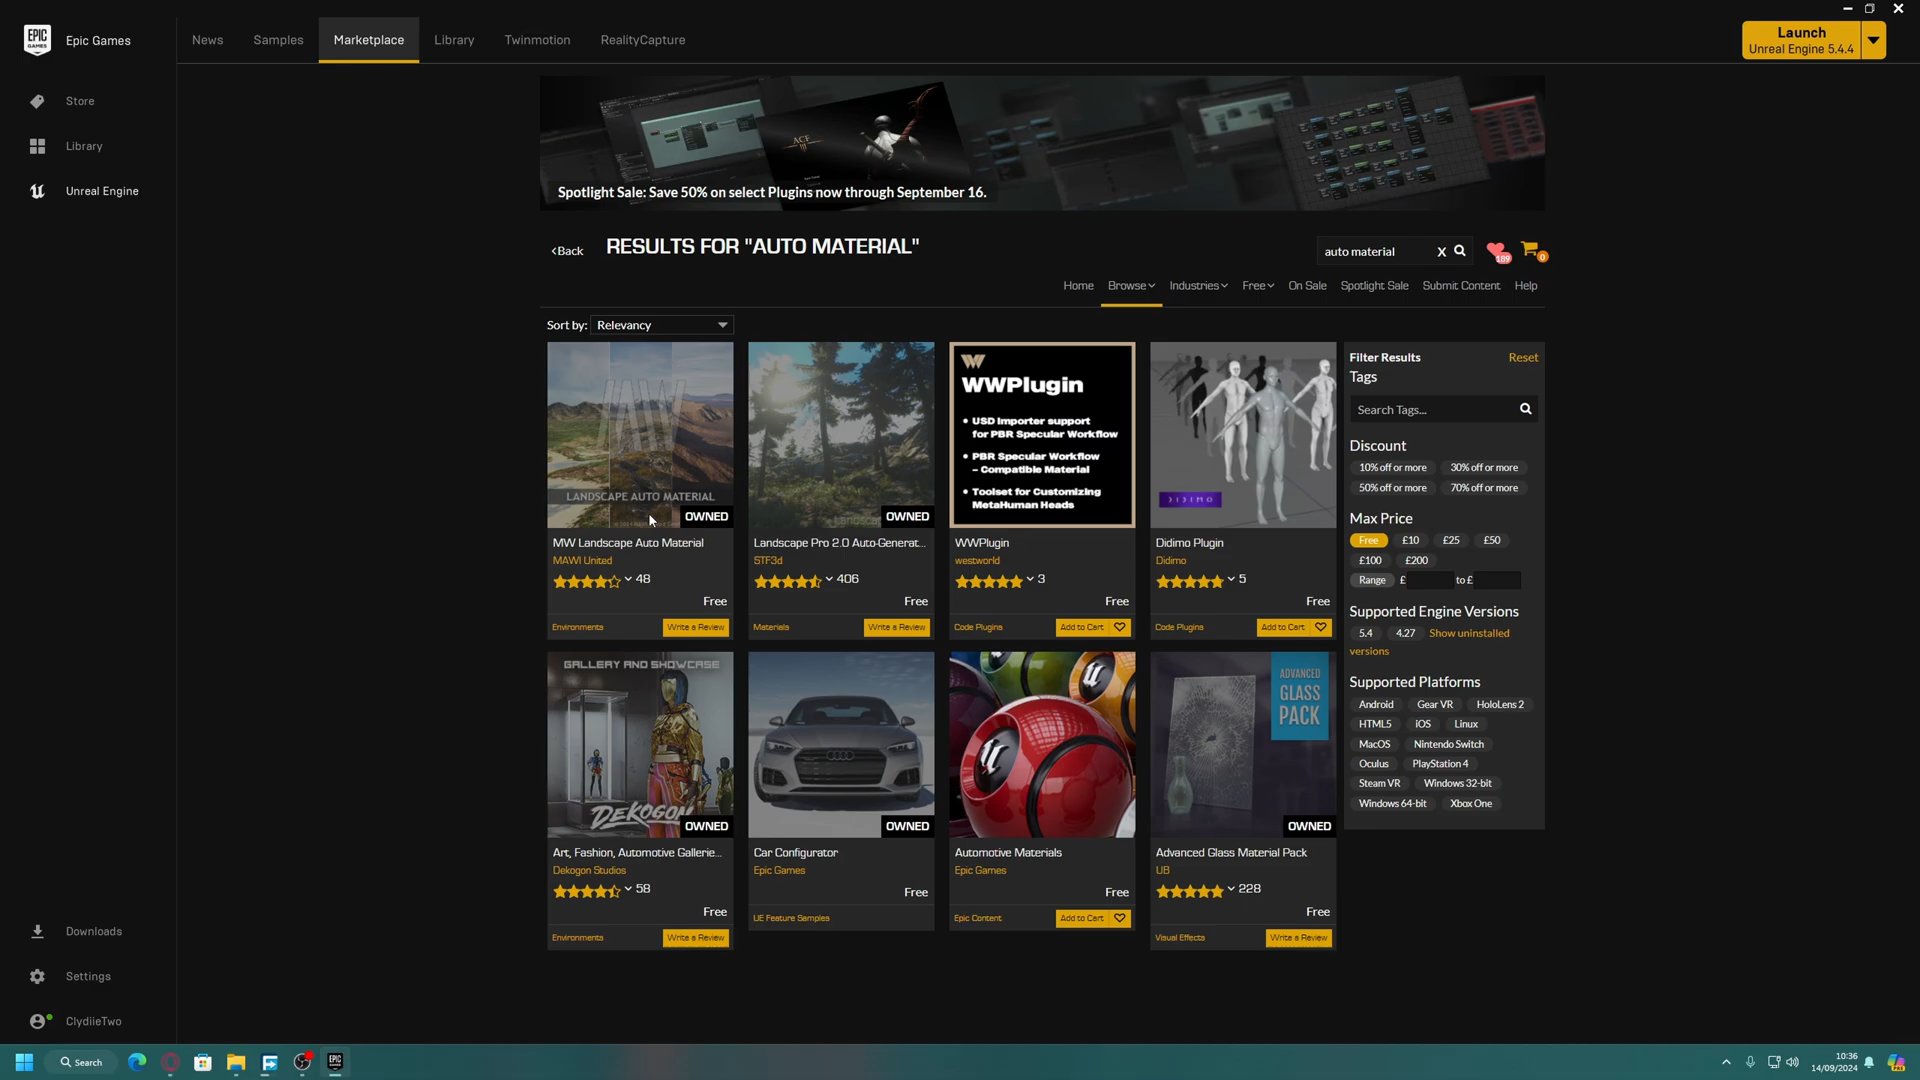 EPIC GAMES
Epic Games
News
Samples
Marketplace
Library
Twinmotion
RealityCapture
Launch
Unreal Engine 5.4.4
Store
Library
Unreal Engine
ACE
III
Spotlight Sale: Save 50% on select Plugins now through September 16.
<Back
RESULTS FOR "AUTO MATERIAL"
auto material
X
189
0
Home
Browse
Industries
Free
On Sale
Spotlight Sale
Submit Content
Help
Sort by:
Relevancy
MAW
LANDSCAPE AUTO MATERIAL
OWNED
MW Landscape Auto Material
MAWI United
48
Free
Environments
Write a Review
OWNED
Landscape Pro 2.0 Auto-Generat...
STF3d
406
Free
Materials
Write a Review
WWPlugin
• USD Importer support
for PBR Specular Workflow
• PBR Specular Workflow
– Compatible Material
• Toolset for Customizing
MetaHuman Heads
WWPlugin
westworld
3
Free
Code Plugins
Add to Cart
DIDIMO
Didimo Plugin
Didimo
5
Free
Code Plugins
Add to Cart
Filter Results
Reset
Tags
Search Tags...
Discount
10% off or more
30% off or more
50% off or more
70% off or more
Max Price
Free
£10
£25
£50
£100
£200
Range
£
to £
Supported Engine Versions
5.4
4.27
Show uninstalled
versions
Supported Platforms
Android
Gear VR
HoloLens 2
HTML5
iOS
Linux
MacOS
Nintendo Switch
Oculus
PlayStation 4
Steam VR
Windows 32-bit
Windows 64-bit
Xbox One
GALLERY AND SHOWCASE
DEKOGON
OWNED
Art, Fashion, Automotive Gallerie...
Dekogon Studios
58
Free
Environments
Write a Review
OWNED
Car Configurator
Epic Games
Free
UE Feature Samples
Automotive Materials
Epic Games
Free
Epic Content
Add to Cart
ADVANCED
GLASS
PACK
OWNED
Advanced Glass Material Pack
UB
228
Free
Visual Effects
Write a Review
Downloads
Settings
ClydiieTwo
Search
10:36
14/09/2024